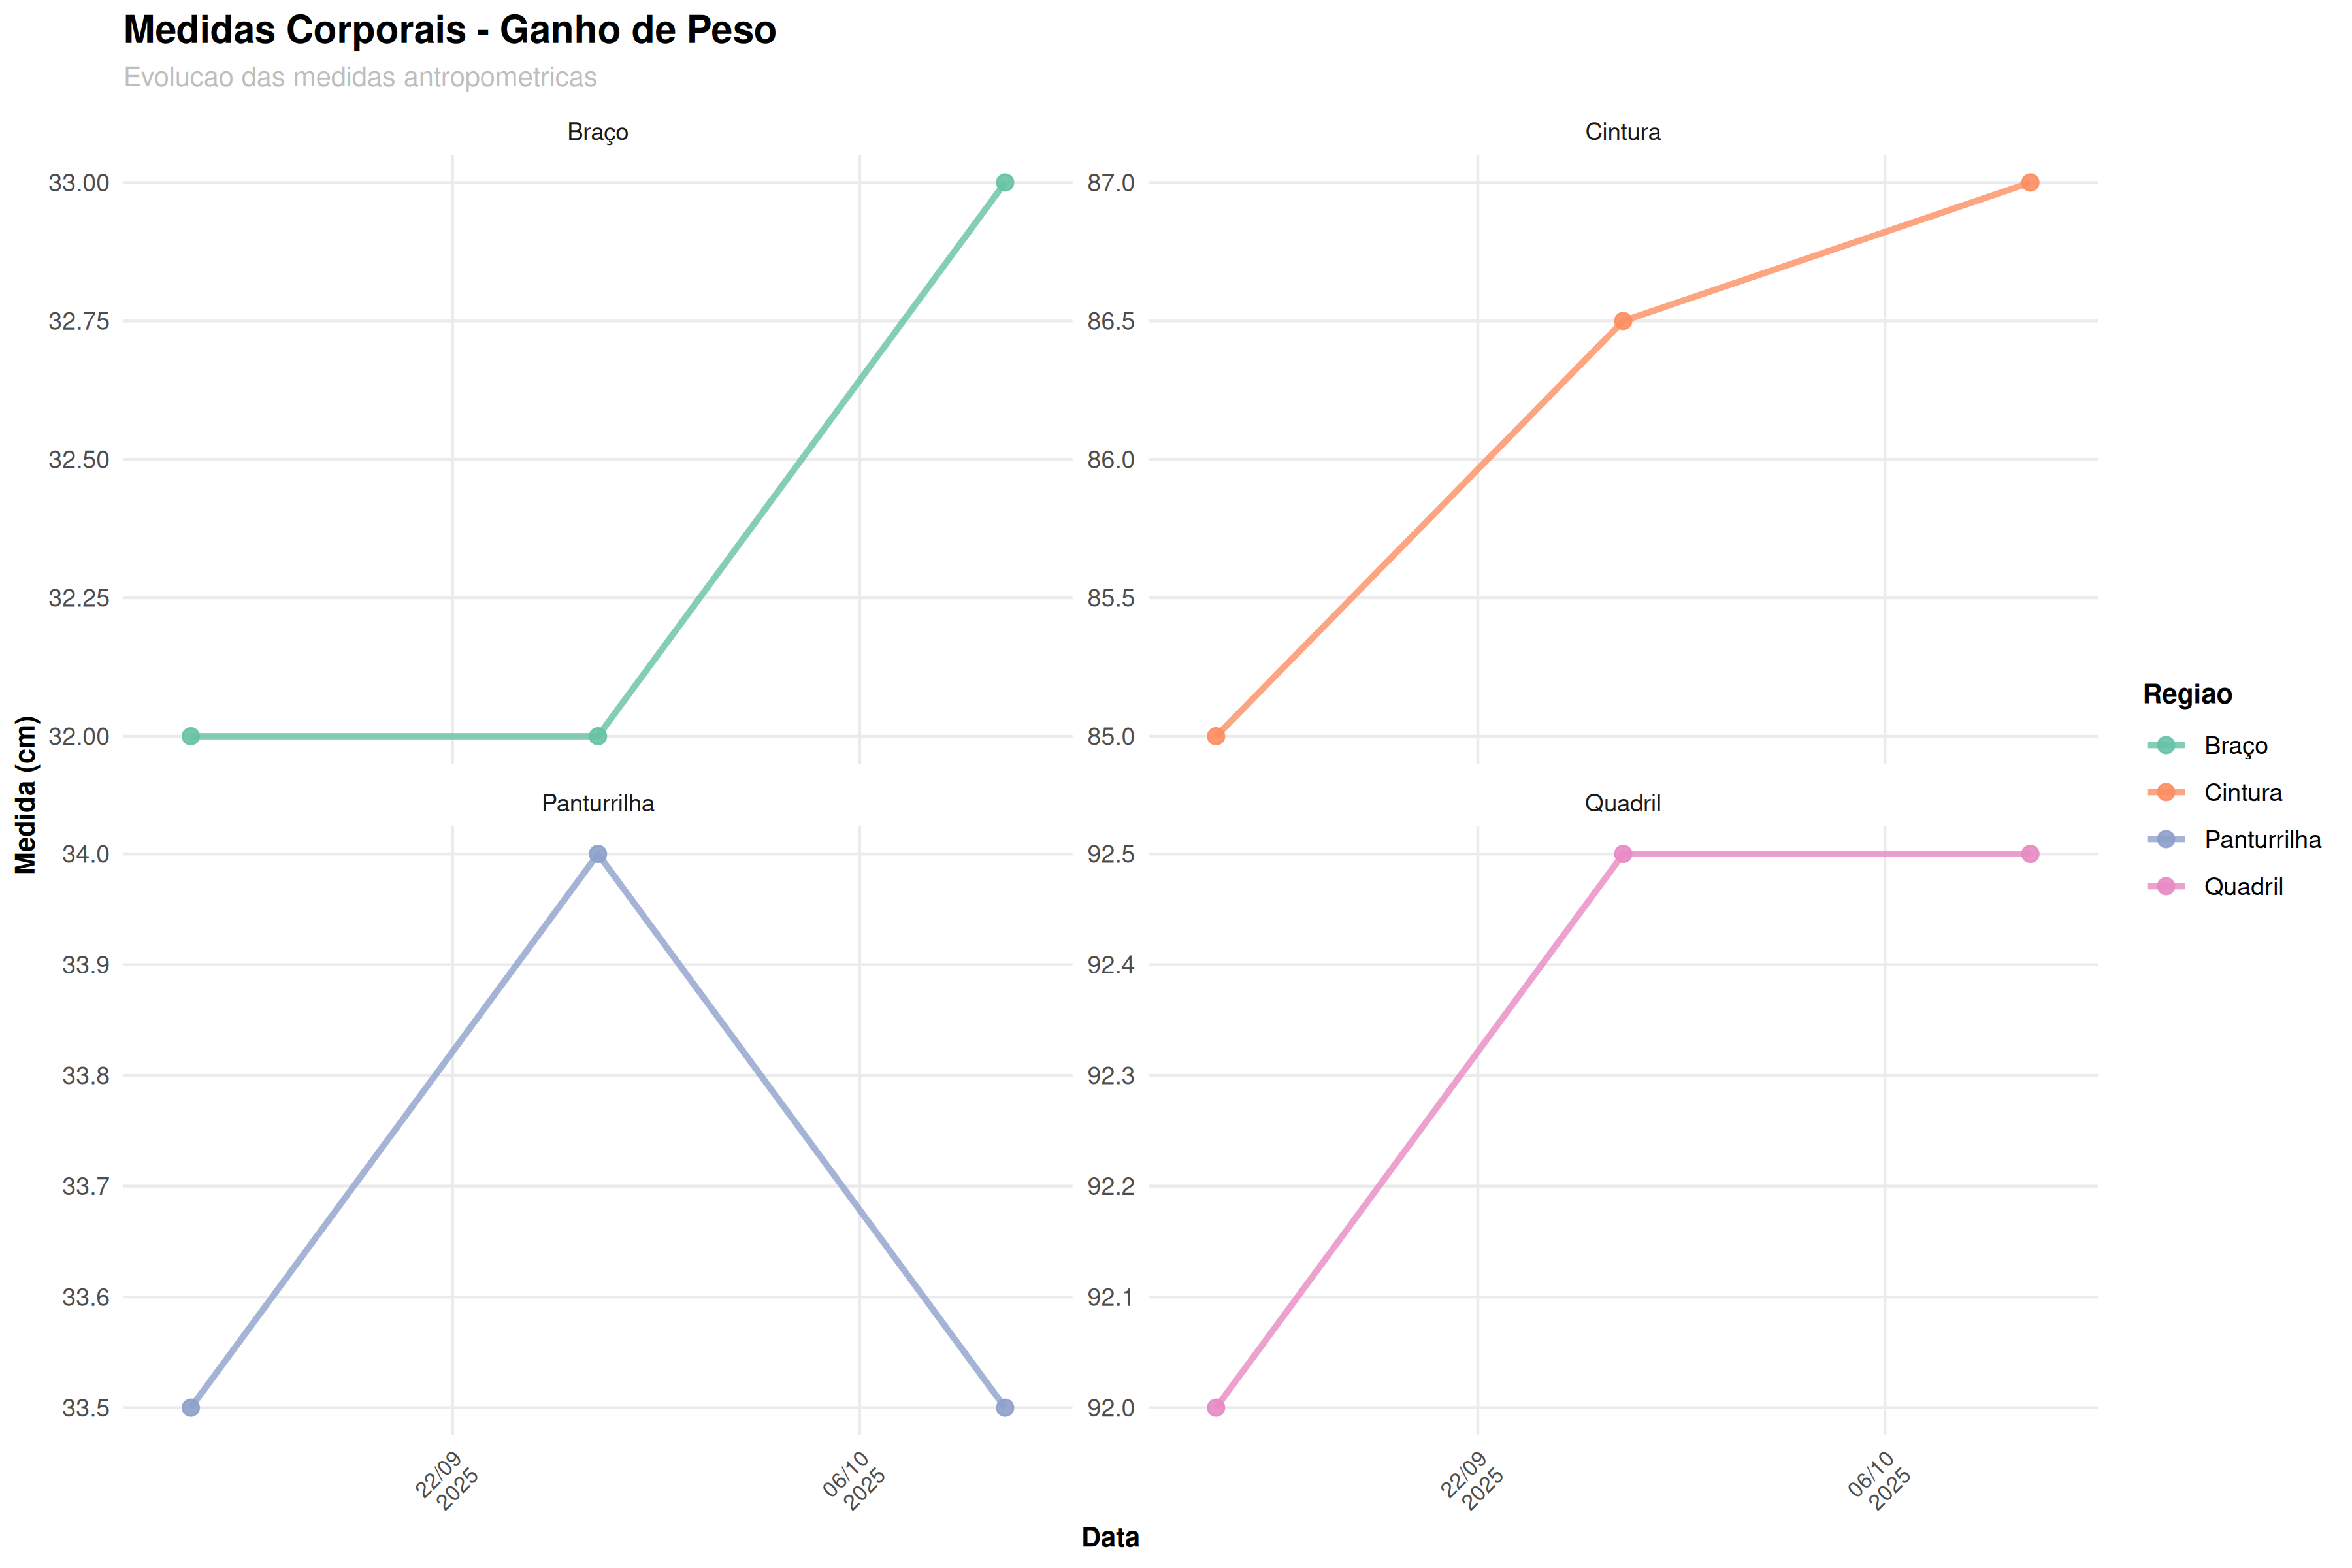 Medidas Corporais - Ganho de Peso
Evolucao das medidas antropometricas
Braço
33.00
32.75
32.50
32.25
32.00
Cintura
87.0
86.5
86.0
85.5
85.0
Panturrilha
34.0
33.9
33.8
33.7
33.6
33.5
22/09
2025
06/10
2025
Quadril
92.5
92.4
92.3
92.2
92.1
92.0
22/09
2025
06/10
2025
Medida (cm)
Data
Regiao
Braço
Cintura
Panturrilha
Quadril